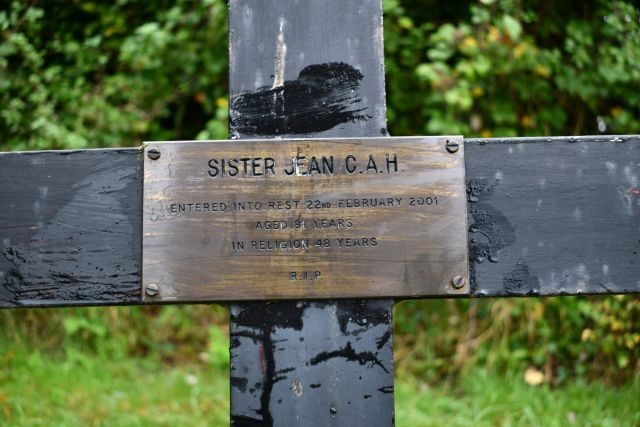 SISTER JEAN C.A.H.
ENTERED INTO REST 22ND FEBRUARY 2001
AGED 81 YEARS
IN RELIGION 48 YEARS
R.I.P.